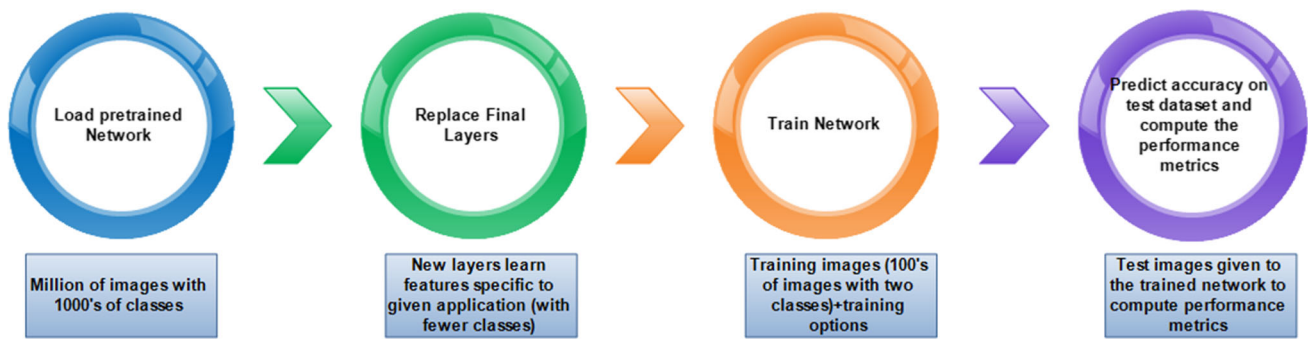 Load pretrained
Network
Replace Final
Layers
Train Network
Predict accuracy on
test dataset and
compute the
performance
metrics
Million of images with
1000's of classes
New layers learn
features specific to
given application (with
fewer classes)
Training images (100's
of images with two
classes)+training
options
Test images given to
the trained network to
compute performance
metrics